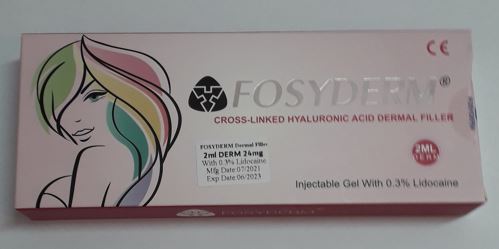 CE
FOSYDERM®
CROSS-LINKED HYALURONIC ACID DERMAL FILLER
FOSYDERM Dermal Filler
2ml DERM 24mg
With 0.3% Lidocaine
Mfg Date:07/2021
Exp Date:06/2023
2ML
DERM
Injectable Gel With 0.3% Lidocaine
FOSYDERM®